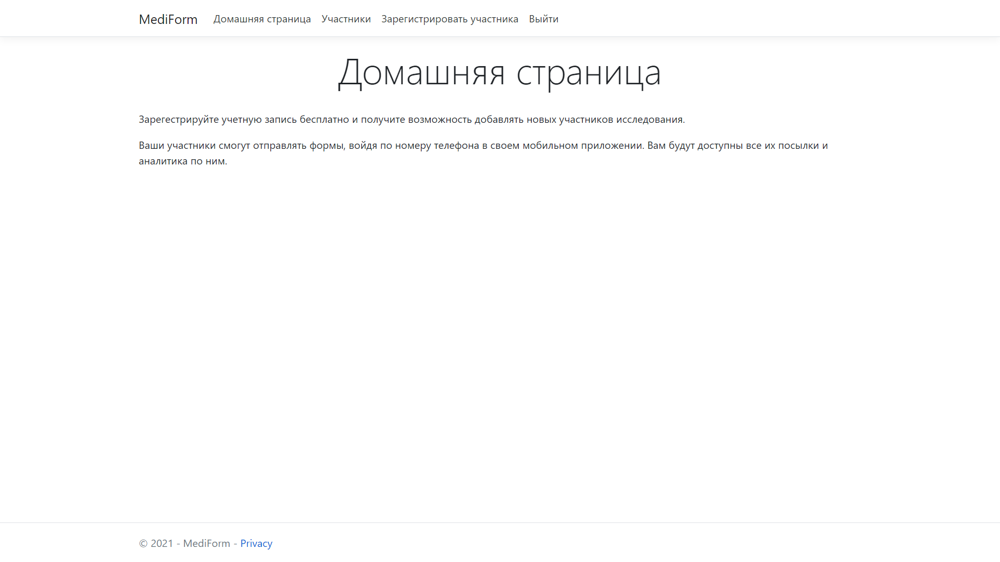 MediForm Домашняя страница Участники Зарегистрировать участника Выйти
Домашняя страница
Зарегестрируйте учетную запись бесплатно и получите возможность добавлять новых участников исследования.
Ваши участники смогут отправлять формы, войдя по номеру телефона в своем мобильном приложении. Вам будут доступны все их посылки и
аналитика по ним.
© 2021 - MediForm - Privacy